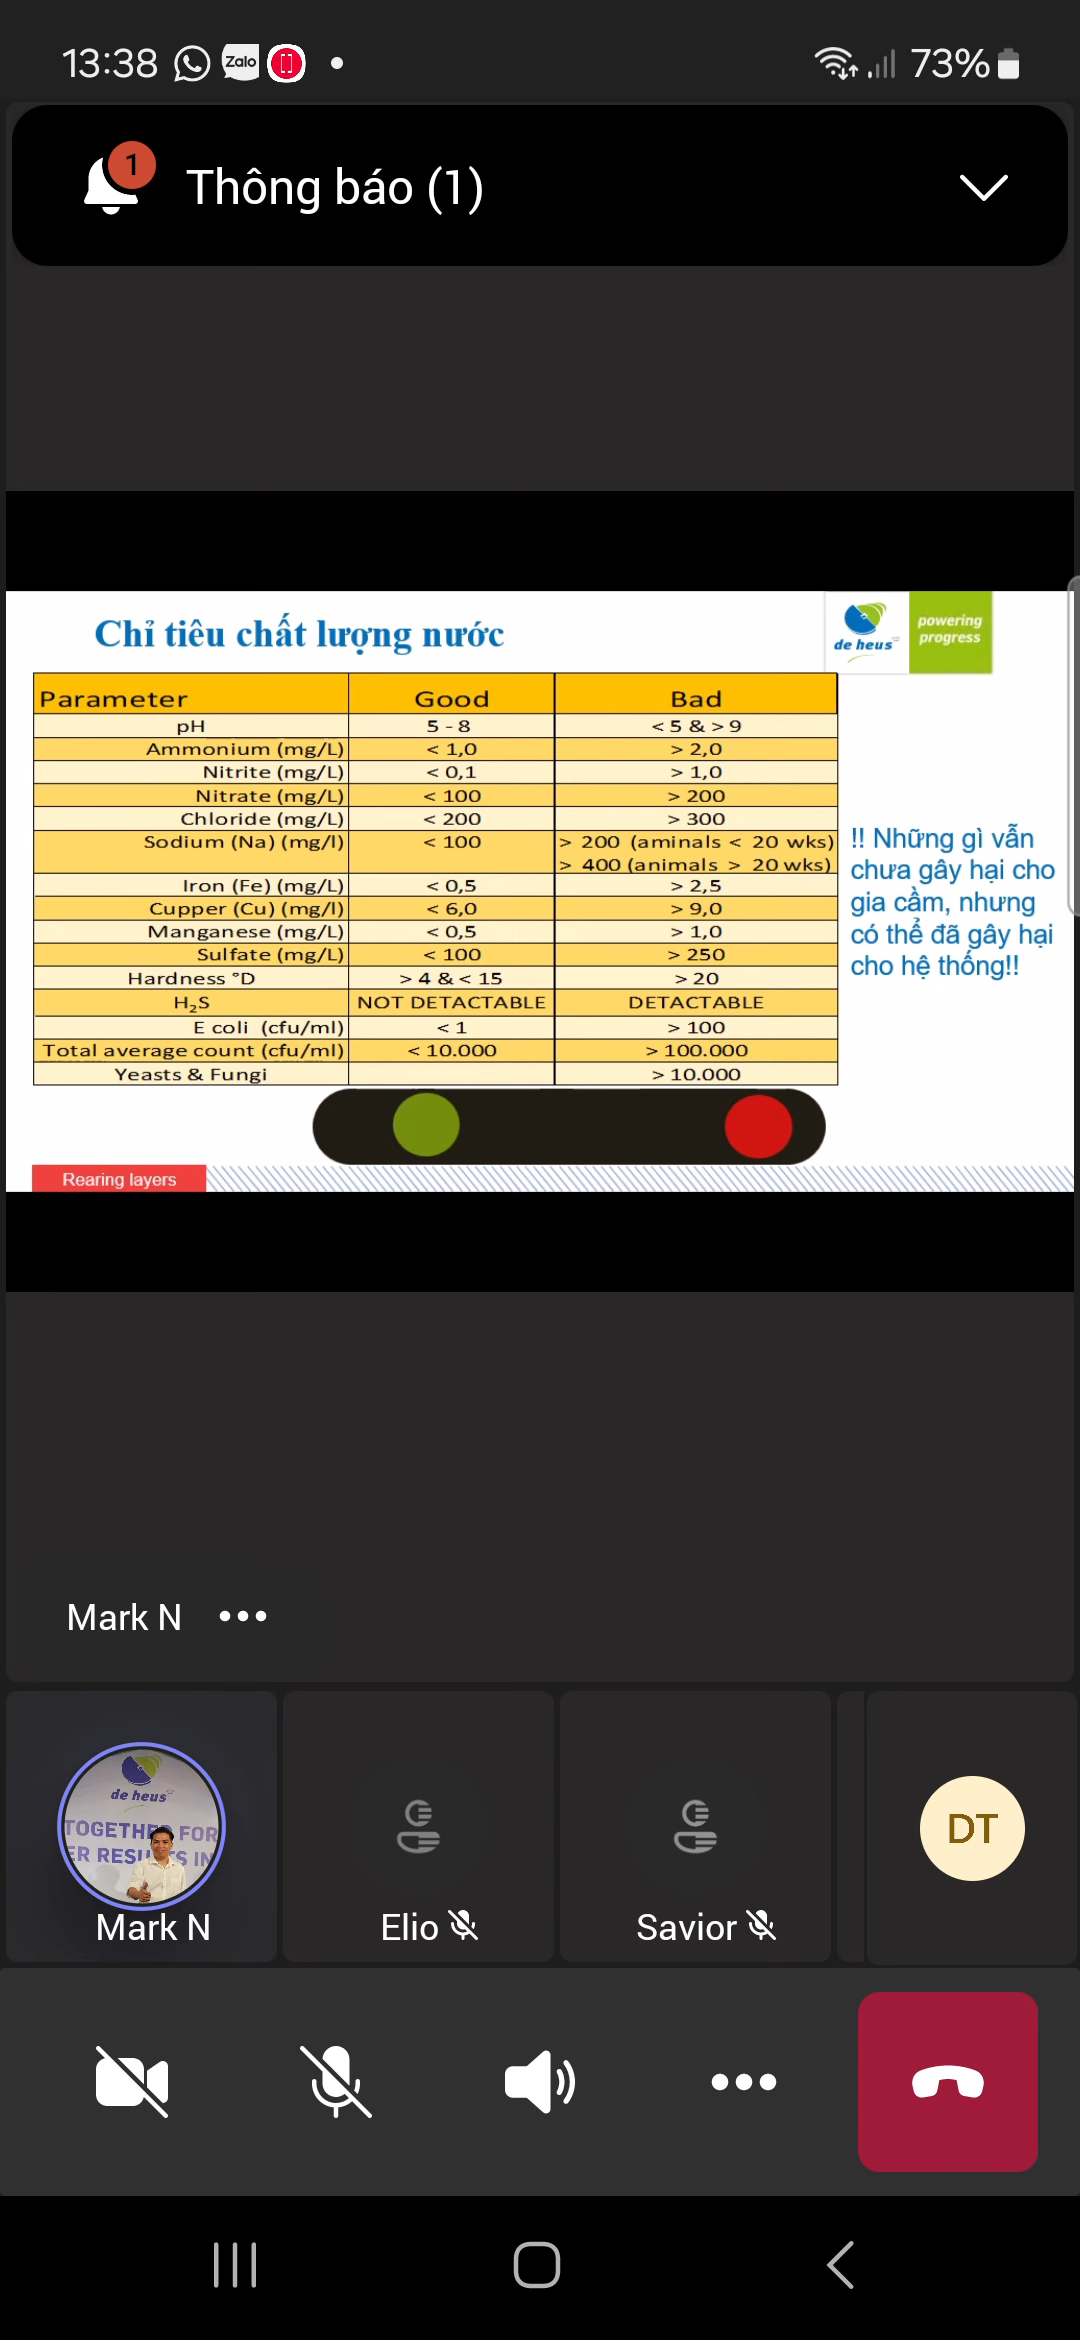 13:38 Zalo 73%
1
Thông báo (1)
Chỉ tiêu chất lượng nước
de heus
powering
progress
Parameter Good Bad
pH 5 - 8 < 5 & > 9
Ammonium (mg/L) < 1,0 > 2,0
Nitrite (mg/L) < 0,1 > 1,0
Nitrate (mg/L) < 100 > 200
Chloride (mg/L) < 200 > 300
Sodium (Na) (mg/l) < 100 > 200 (aminals < 20 wks)
> 400 (animals > 20 wks)
Iron (Fe) (mg/L) < 0,5 > 2,5
Cupper (Cu) (mg/l) < 6,0 > 9,0
Manganese (mg/L) < 0,5 > 1,0
Sulfate (mg/L) < 100 > 250
Hardness °D > 4 & < 15 > 20
H₂S NOT DETACTABLE DETACTABLE
E coli (cfu/ml) < 1 > 100
Total average count (cfu/ml) < 10.000 > 100.000
Yeasts & Fungi > 10.000
!! Những gì vẫn
chưa gây hại cho
gia cầm, nhưng
có thể đã gây hại
cho hệ thống!!
Rearing layers
Mark N
de heus
TOGETHER FOR
ER RESULTS IN
Mark N
Elio
Savior
DT